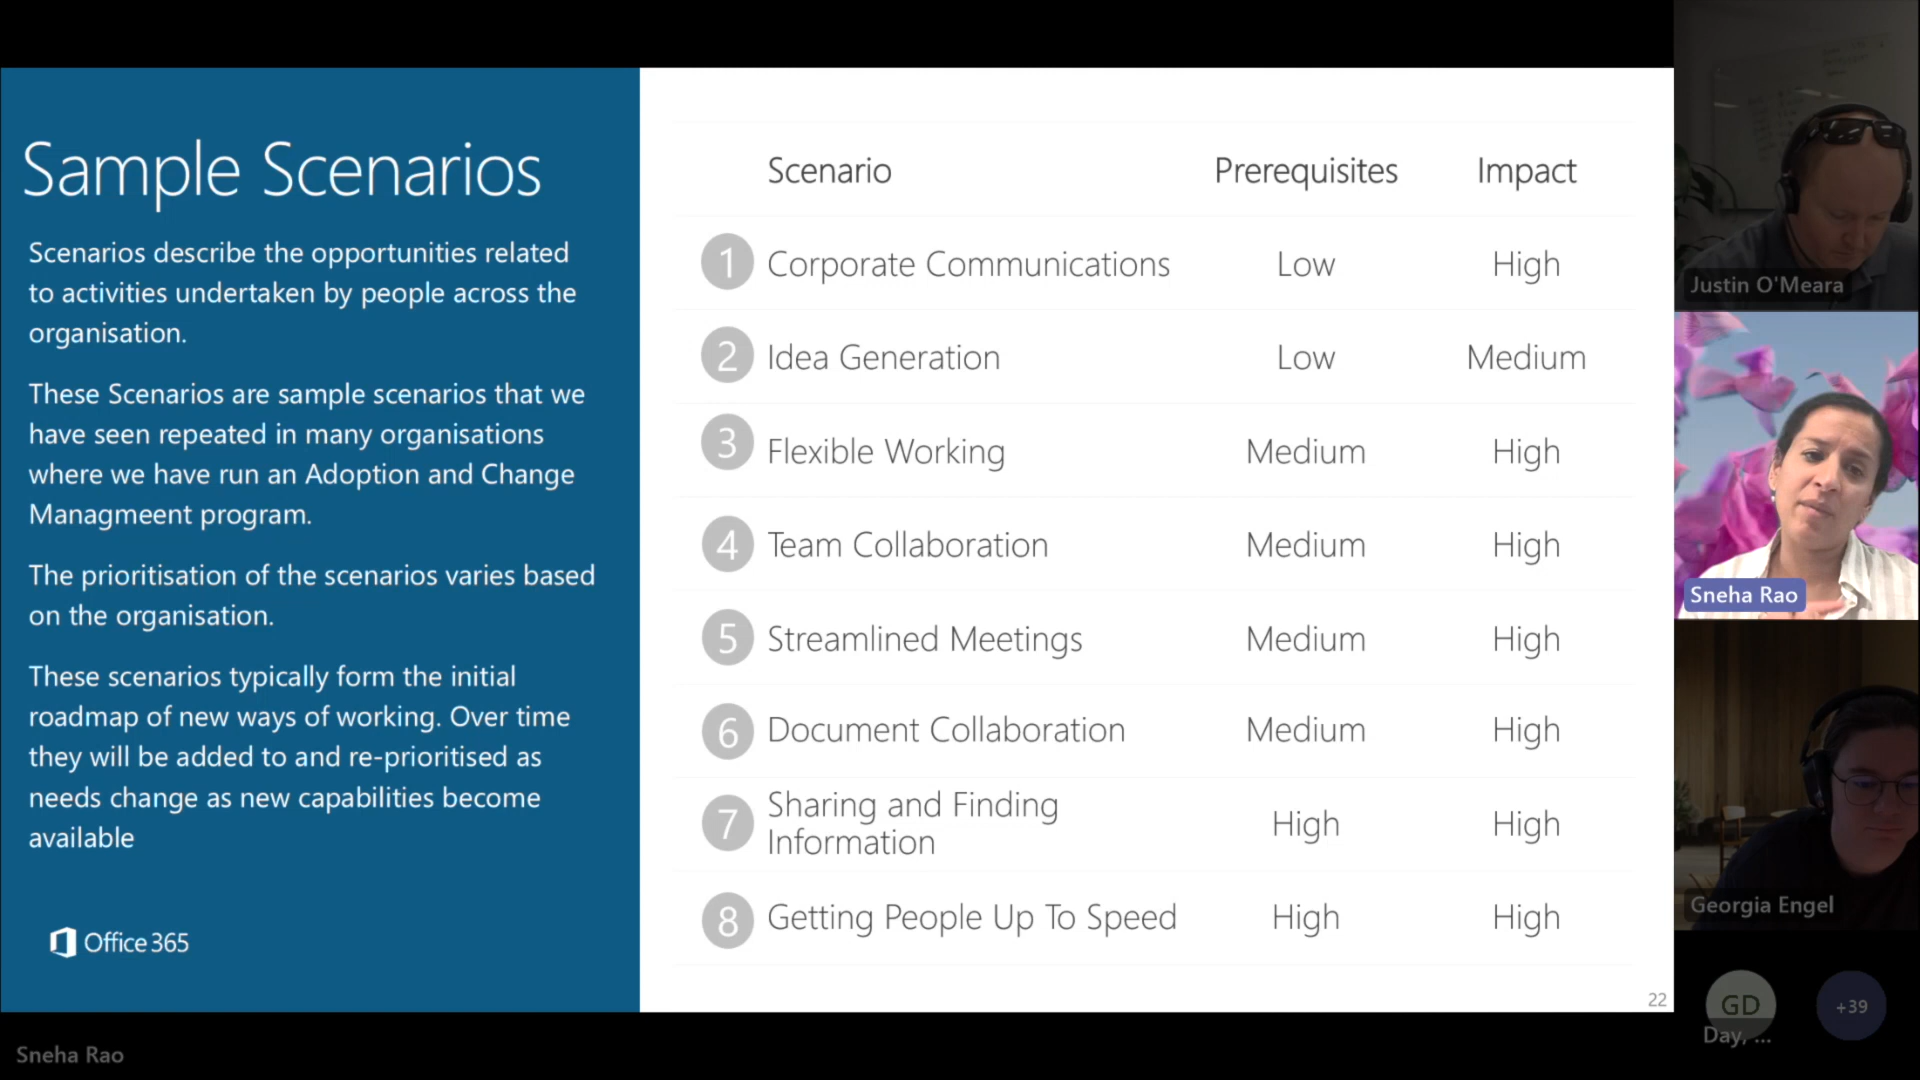 Sample Scenarios
Scenarios describe the opportunities related
to activities undertaken by people across the
organisation.
These Scenarios are sample scenarios that we
have seen repeated in many organisations
where we have run an Adoption and Change
Managmeent program.
The prioritisation of the scenarios varies based
on the organisation.
These scenarios typically form the initial
roadmap of new ways of working. Over time
they will be added to and re-prioritised as
needs change as new capabilities become
available
Office 365
Scenario Prerequisites Impact
1 Corporate Communications Low High
2 Idea Generation Low Medium
3 Flexible Working Medium High
4 Team Collaboration Medium High
5 Streamlined Meetings Medium High
6 Document Collaboration Medium High
7 Sharing and Finding
Information High High
8 Getting People Up To Speed High High
22
Justin O'Meara
Sneha Rao
Georgia Engel
GD
Day, ...
+39
Sneha Rao